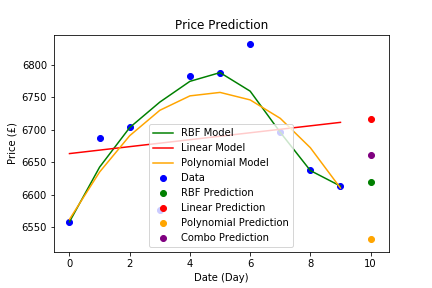 Price Prediction
Price (£)
6800
6750
6700
6650
6600
6550
RBF Model
Linear Model
Polynomial Model
Data
RBF Prediction
Linear Prediction
Polynomial Prediction
Combo Prediction
0 2 4 6 8 10
Date (Day)